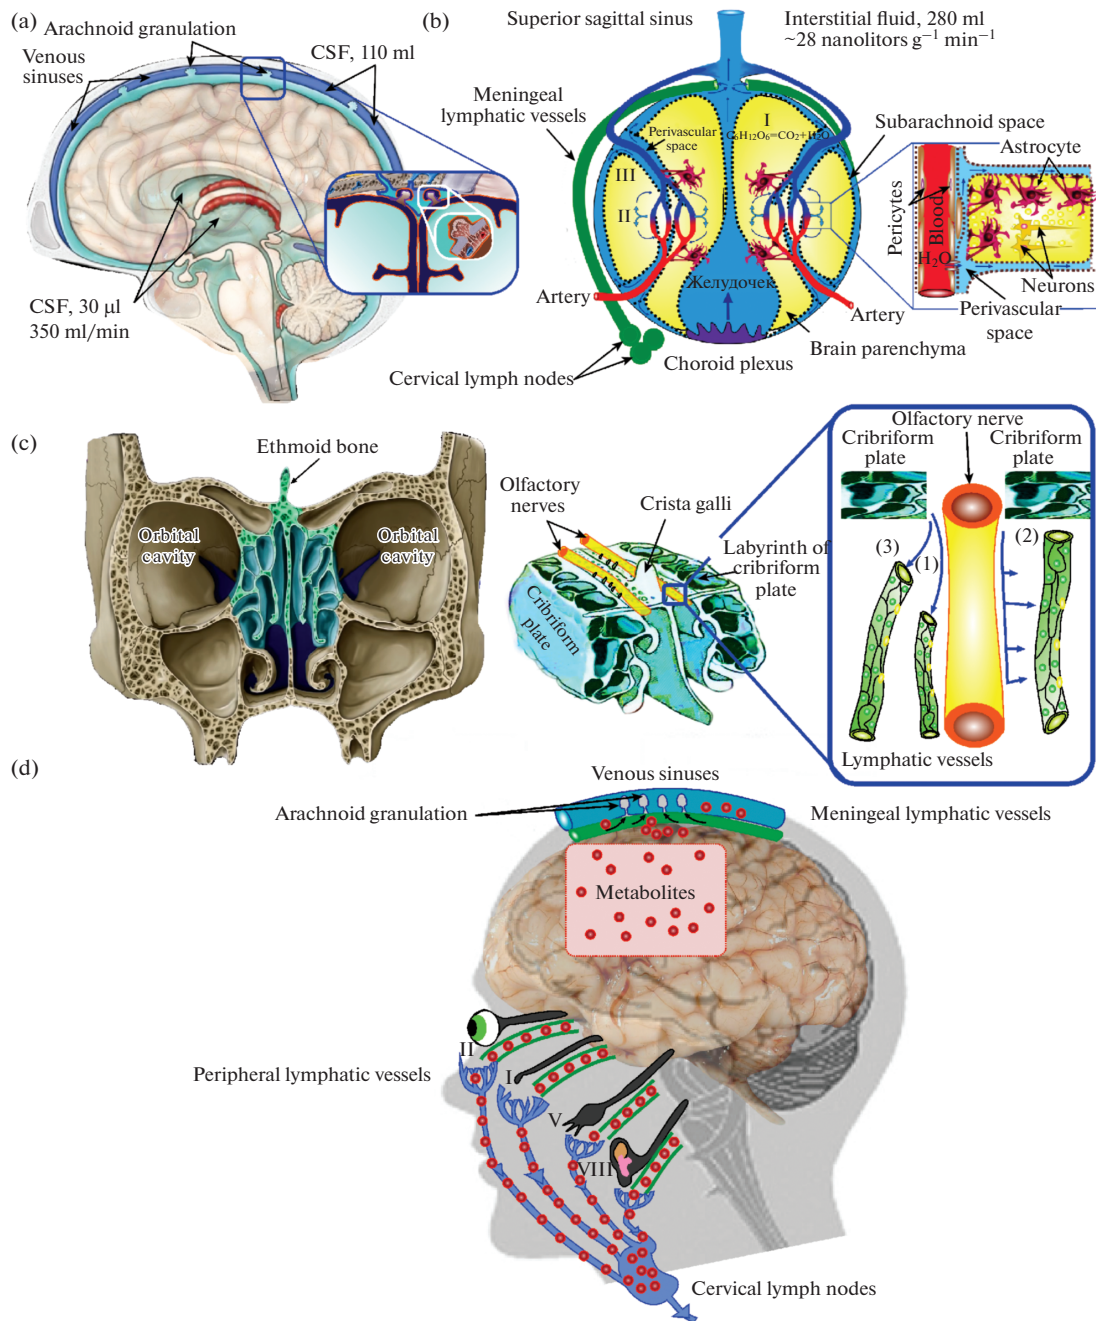 (a)
Arachnoid granulation
Venous
sinuses
CSF, 110 ml
CSF, 30 µl
350 ml/min
(b)
Superior sagittal sinus
Interstitial fluid, 280 ml
~28 nanolitors g⁻¹ min⁻¹
Meningeal
lymphatic vessels
Perivascular
space
I
C₆H₁₂O₆=CO₂+H₂O
III
II
Subarachnoid space
Astrocyte
Pericytes
Blood
H₂O
Neurons
Perivascular
space
Желудочек
Artery
Artery
Brain parenchyma
Choroid plexus
Cervical lymph nodes
(c)
Ethmoid bone
Orbital
cavity
Orbital
cavity
Olfactory
nerves
Crista galli
Labyrinth of
cribriform
plate
Cribriform
plate
Olfactory nerve
Cribriform
plate
Cribriform
plate
(3)
(1)
(2)
Lymphatic vessels
(d)
Venous sinuses
Arachnoid granulation
Meningeal lymphatic vessels
Metabolites
II
I
V
VIII
Peripheral lymphatic vessels
Cervical lymph nodes